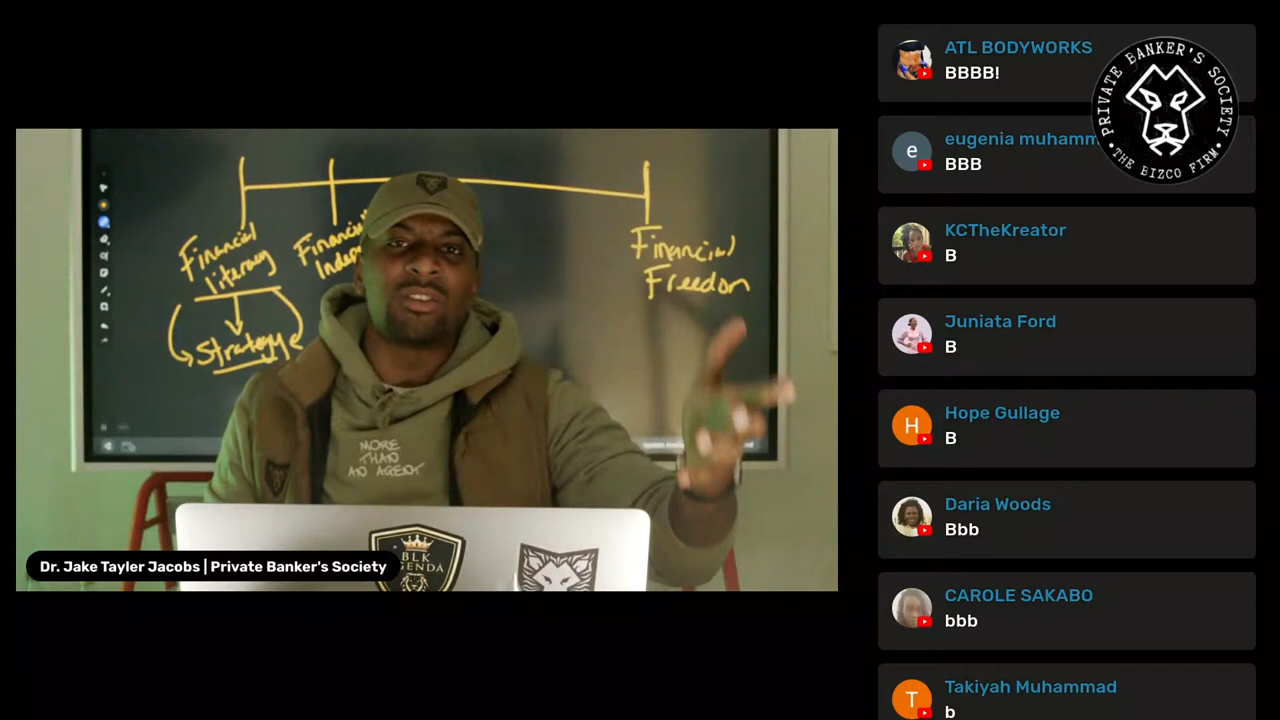 Financial
literacy
Strategy
Financial
Financial
Freedom
MORE
THAN
AN AGENT
BLK
Dr. Jake Tayler Jacobs | Private Banker's Society
ATL BODYWORKS
BBBB!
eugenia muhamm
BBB
KCTheKreator
B
Juniata Ford
B
Hope Gullage
B
Daria Woods
Bbb
CAROLE SAKABO
bbb
Takiyah Muhammad
b
PRIVATE BANKER'S SOCIETY
• THE BIZCO FIRM •
e
H
T